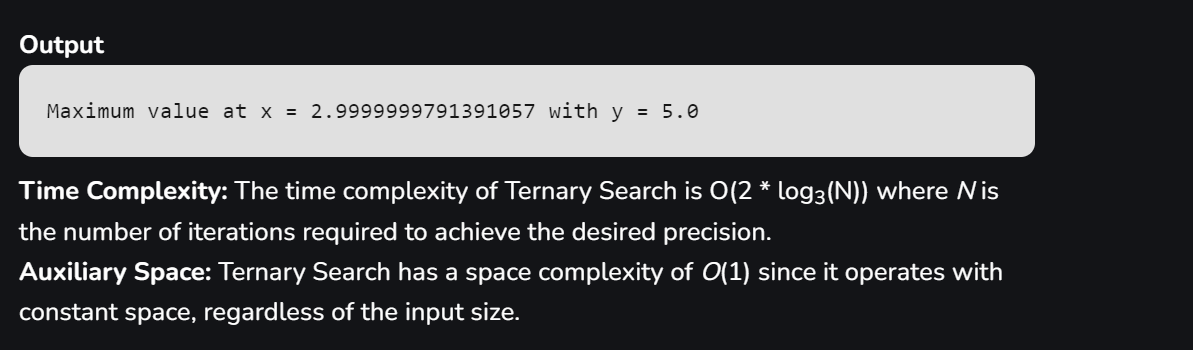 Output
Maximum value at x = 2.9999999791391057 with y = 5.0
Time Complexity: The time complexity of Ternary Search is O(2 * log₃(N)) where N is
the number of iterations required to achieve the desired precision.
Auxiliary Space: Ternary Search has a space complexity of O(1) since it operates with
constant space, regardless of the input size.